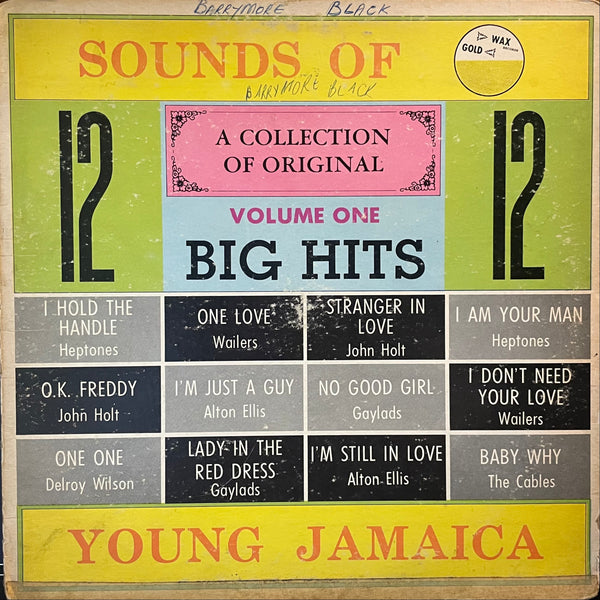 BARRYMORE BLACK
SOUNDS OF
WAX
RECORDS
GOLD
BARRYMORE BLACK
12
A COLLECTION
OF ORIGINAL
VOLUME ONE
BIG HITS
12
I HOLD THE
HANDLE
Heptones
ONE LOVE
Wailers
STRANGER IN
LOVE
John Holt
I AM YOUR MAN
Heptones
O.K. FREDDY
John Holt
I'M JUST A GUY
Alton Ellis
NO GOOD GIRL
Gaylads
I DON'T NEED
YOUR LOVE
Wailers
ONE ONE
Delroy Wilson
LADY IN THE
RED DRESS
Gaylads
I'M STILL IN LOVE
Alton Ellis
BABY WHY
The Cables
YOUNG JAMAICA